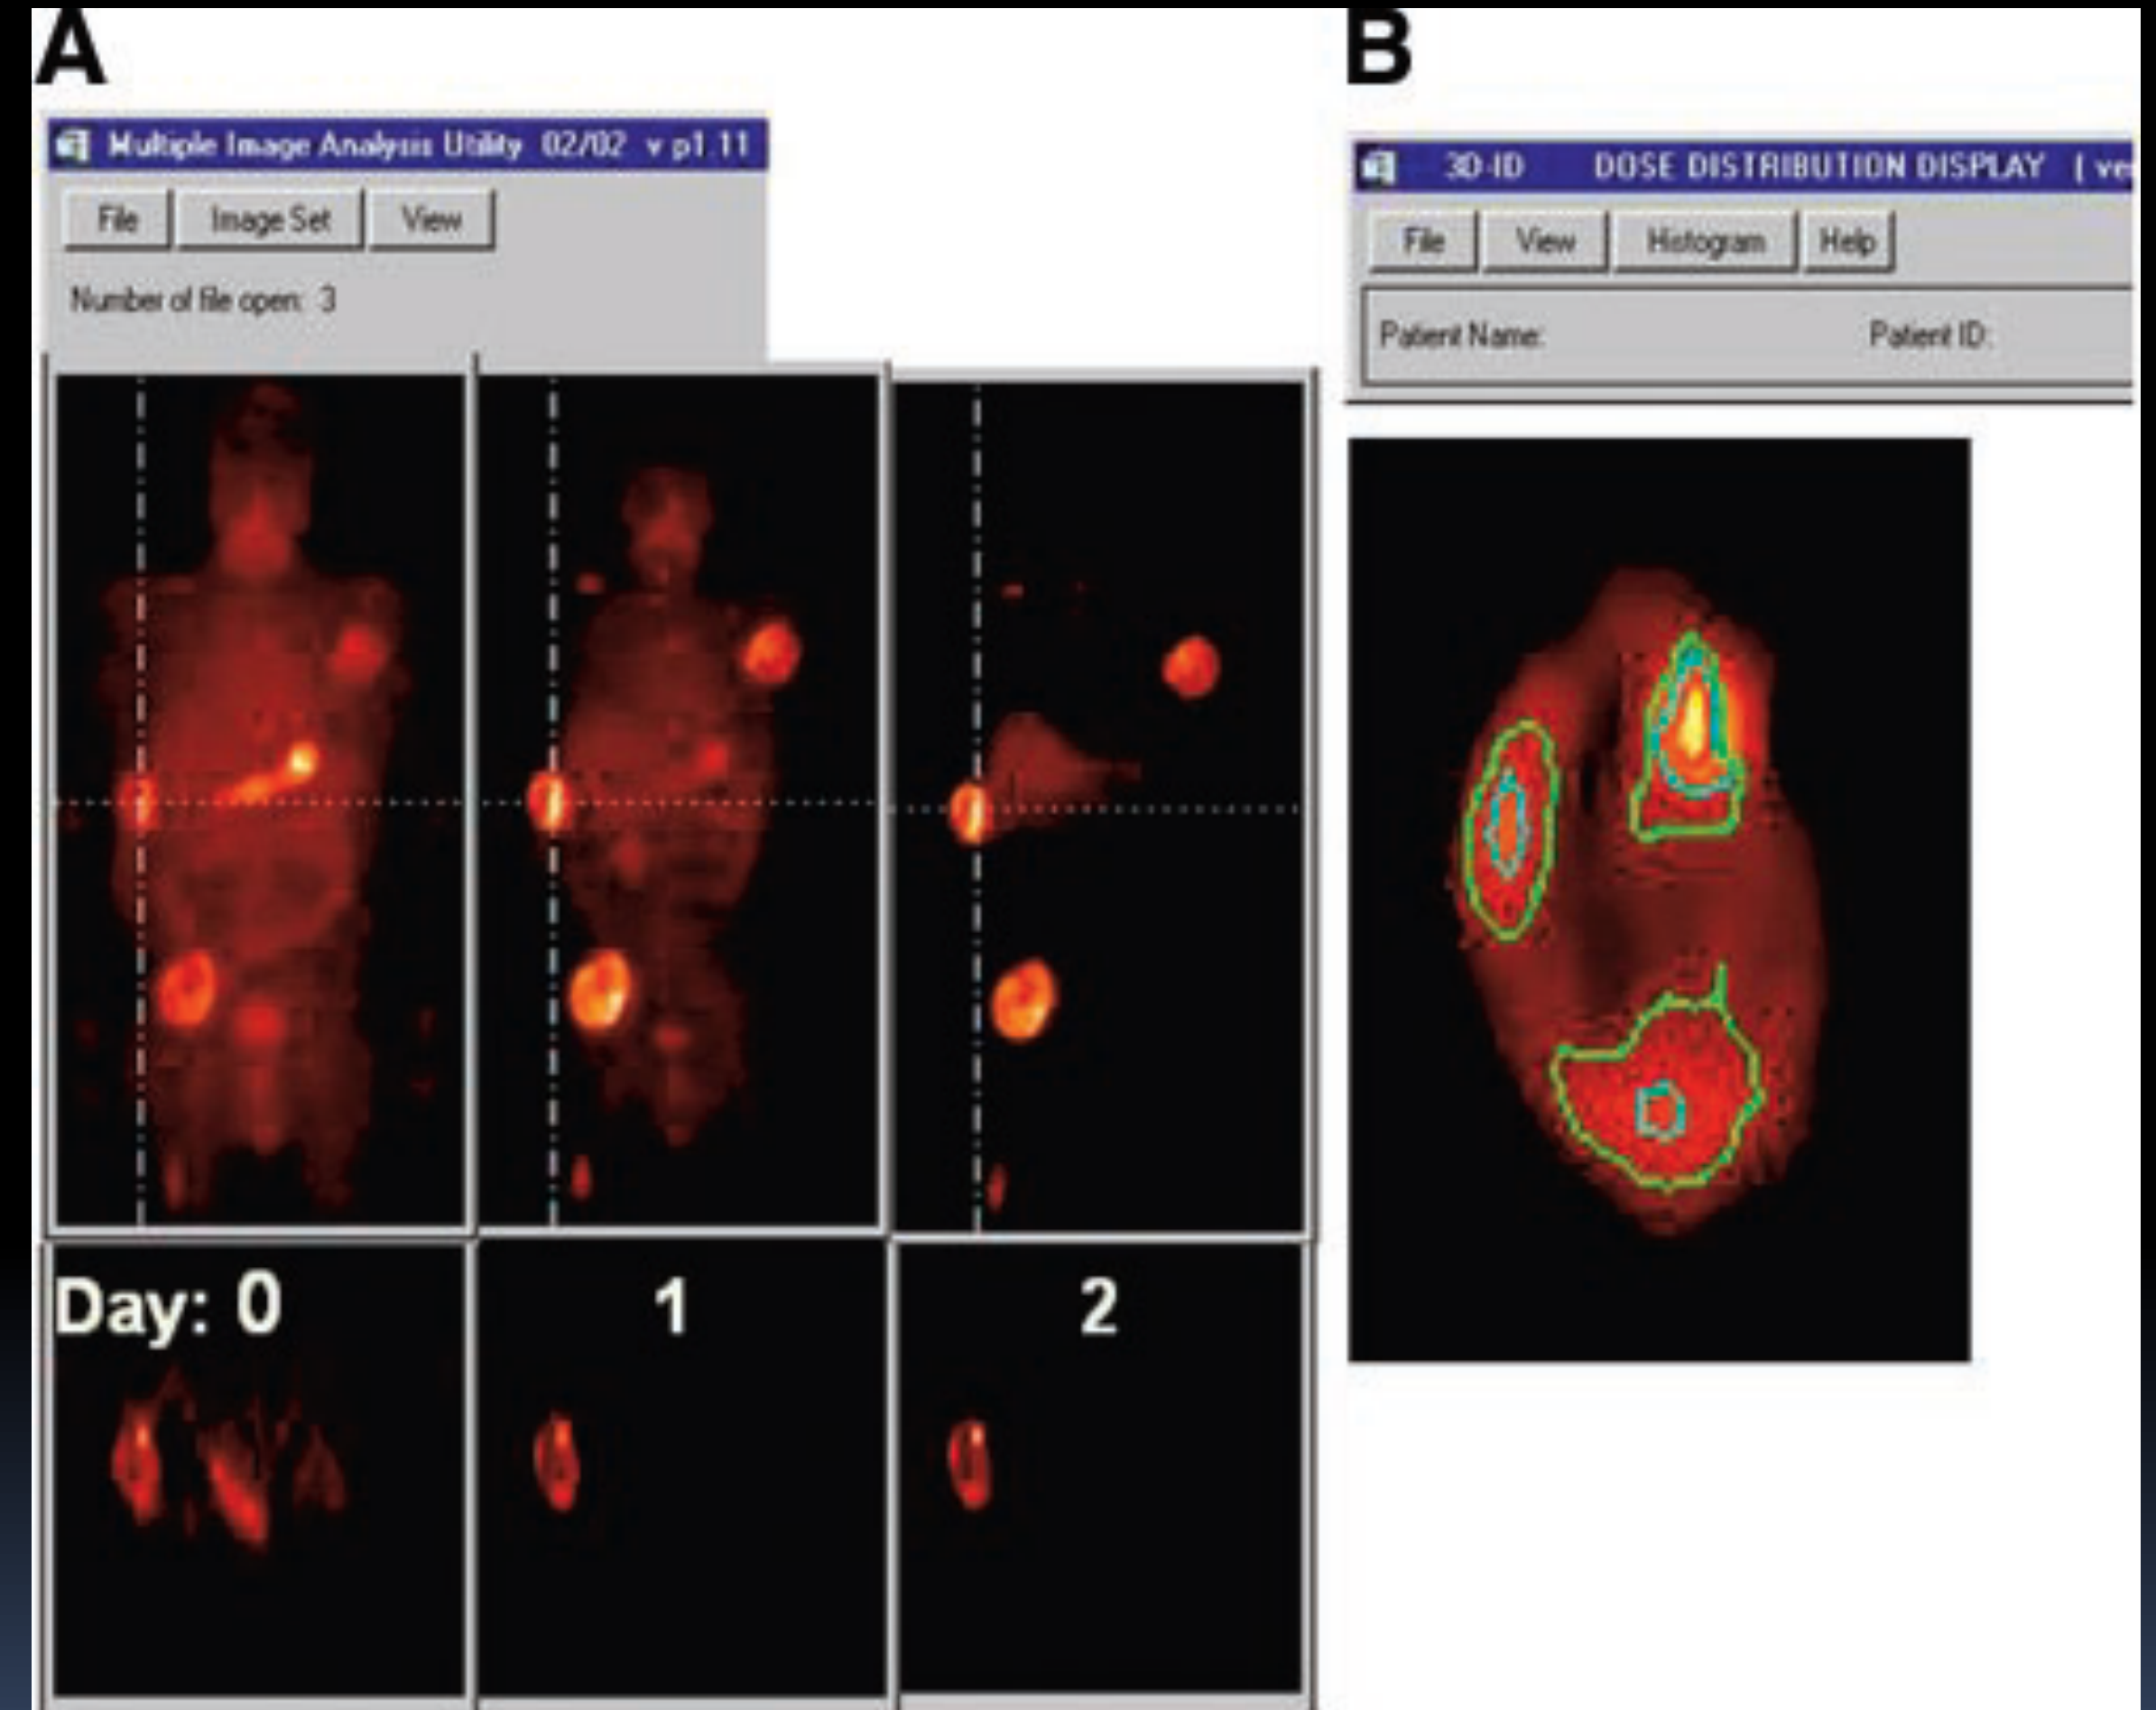 A
Multiple Image Analysis Utility 02/02 v p1.11
File Image Set View
Number of file open: 3
Day: 0 1 2
B
3D-ID DOSE DISTRIBUTION DISPLAY ( ve
File View Histogram Help
Patient Name: Patient ID: